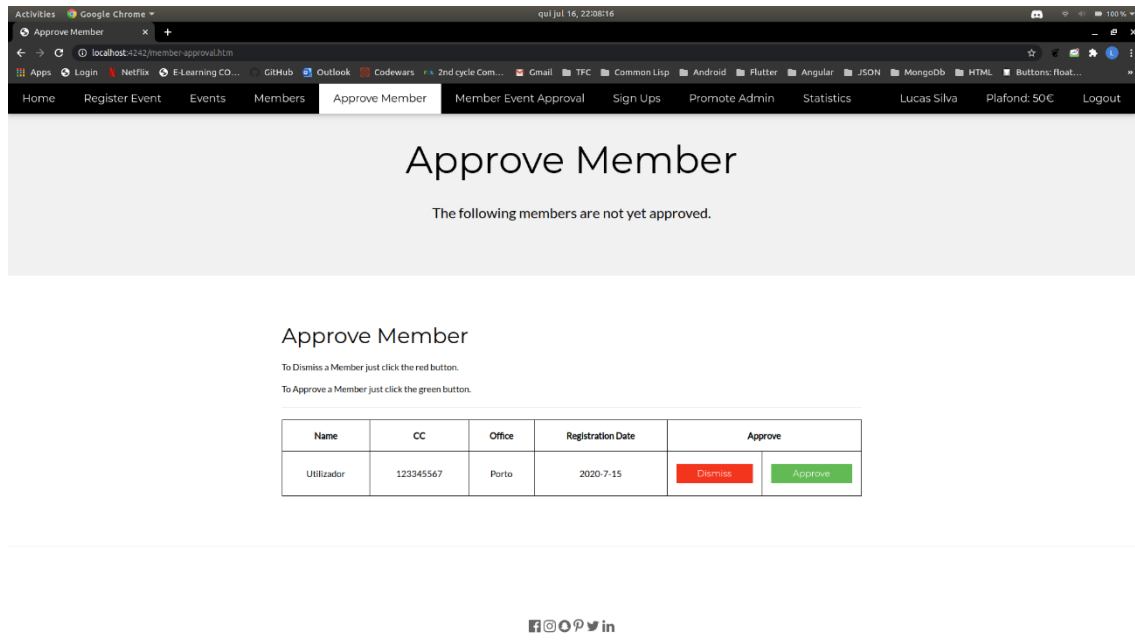 Activities Google Chrome qui jul 16, 22:08:16 100 %
Approve Member
localhost:4242/member-approval.htm
Apps Login Netflix E-Learning CO... GitHub Outlook Codewars 2nd cycle Com... Gmail TFC Common Lisp Android Flutter Angular JSON MongoDb HTML Buttons: float... »
Home Register Event Events Members Approve Member Member Event Approval Sign Ups Promote Admin Statistics Lucas Silva Plafond: 50€ Logout
Approve Member
The following members are not yet approved.
Approve Member
To Dismiss a Member just click the red button.
To Approve a Member just click the green button.
Name CC Office Registration Date Approve
Utilizador 123345567 Porto 2020-7-15 Dismiss Approve